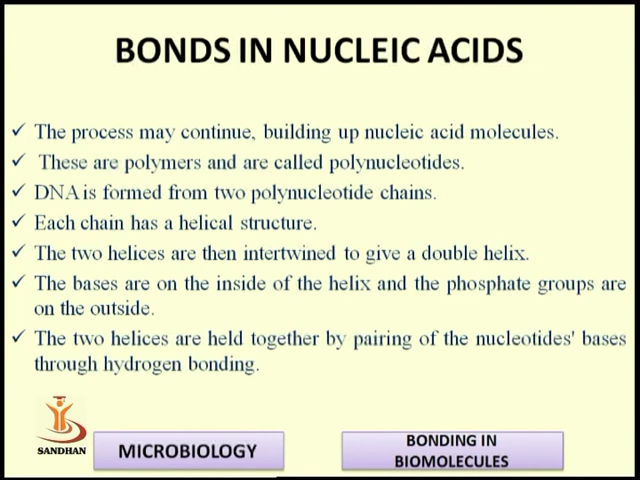 BONDS IN NUCLEIC ACIDS
✓ The process may continue, building up nucleic acid molecules.
✓ These are polymers and are called polynucleotides.
✓ DNA is formed from two polynucleotide chains.
✓ Each chain has a helical structure.
✓ The two helices are then intertwined to give a double helix.
✓ The bases are on the inside of the helix and the phosphate groups are
on the outside.
✓ The two helices are held together by pairing of the nucleotides' bases
through hydrogen bonding.
SANDHAN
MICROBIOLOGY
BONDING IN
BIOMOLECULES